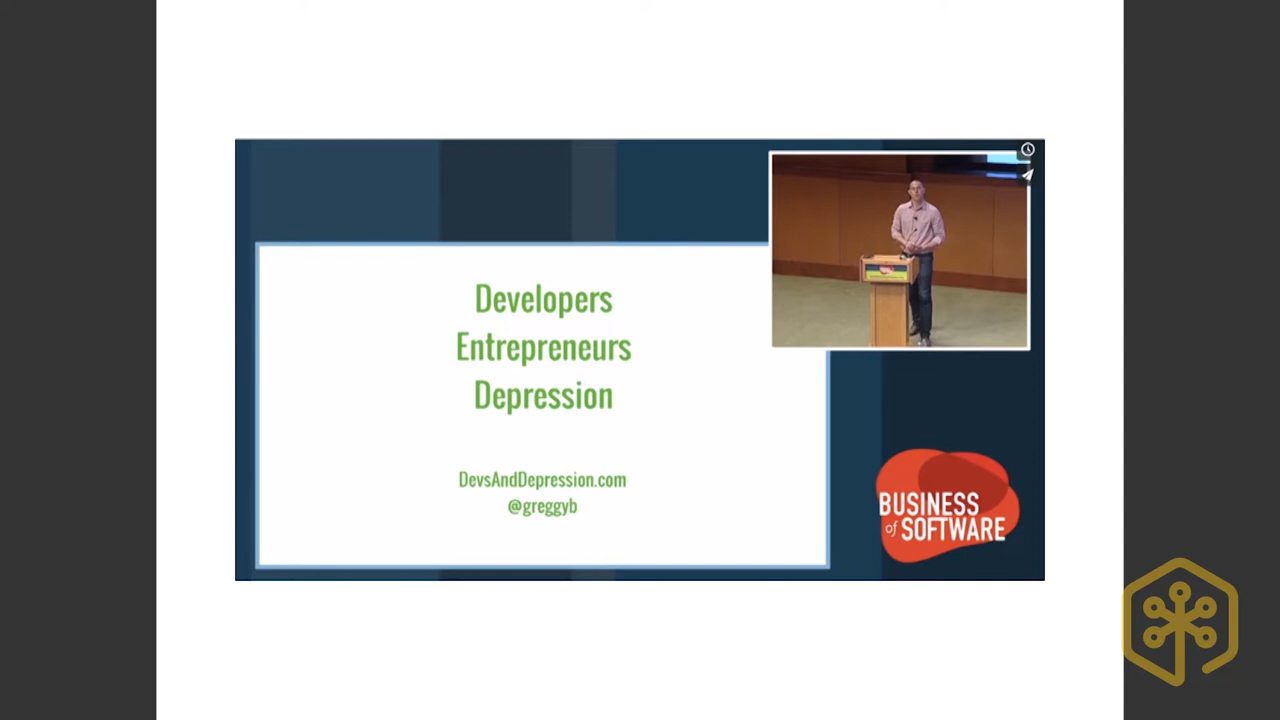 Developers
Entrepreneurs
Depression
DevsAndDepression.com
@greggyb
BUSINESS
of SOFTWARE